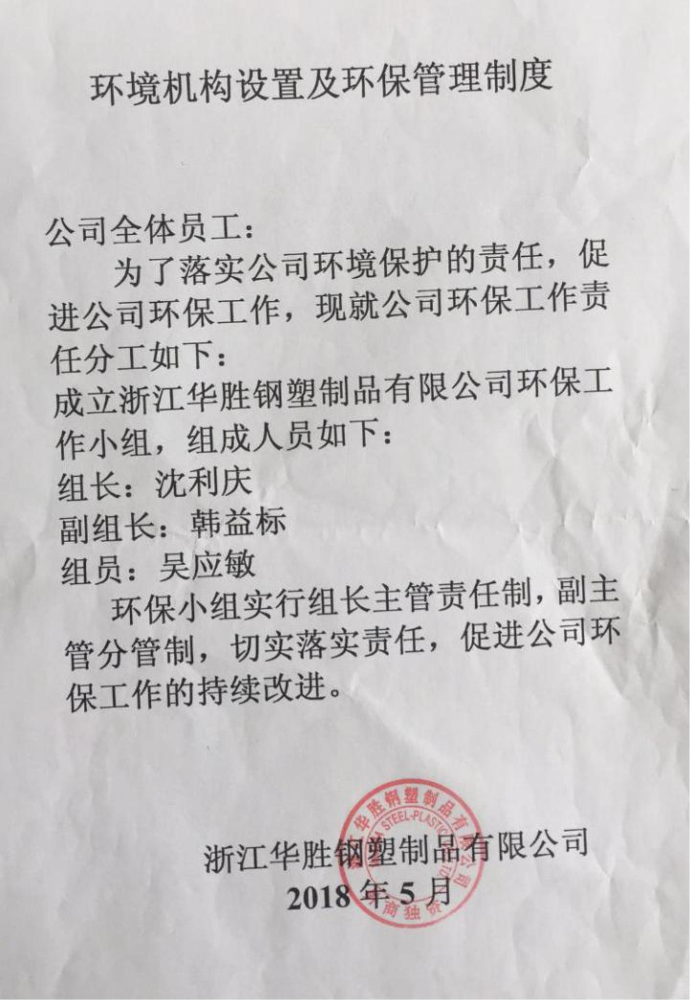 环境机构设置及环保管理制度
公司全体员工：
为了落实公司环境保护的责任，促
进公司环保工作，现就公司环保工作责
任分工如下：
成立浙江华胜钢塑制品有限公司环保工
作小组，组成人员如下：
组长：沈利庆
副组长：韩益标
组员：吴应敏
环保小组实行组长主管责任制，副主
管分管制，切实落实责任，促进公司环
保工作的持续改进。
华胜钢塑制品有限公司
STEEL·PLASTIC
LTD.
商独资
浙江华胜钢塑制品有限公司
2018 年 5 月